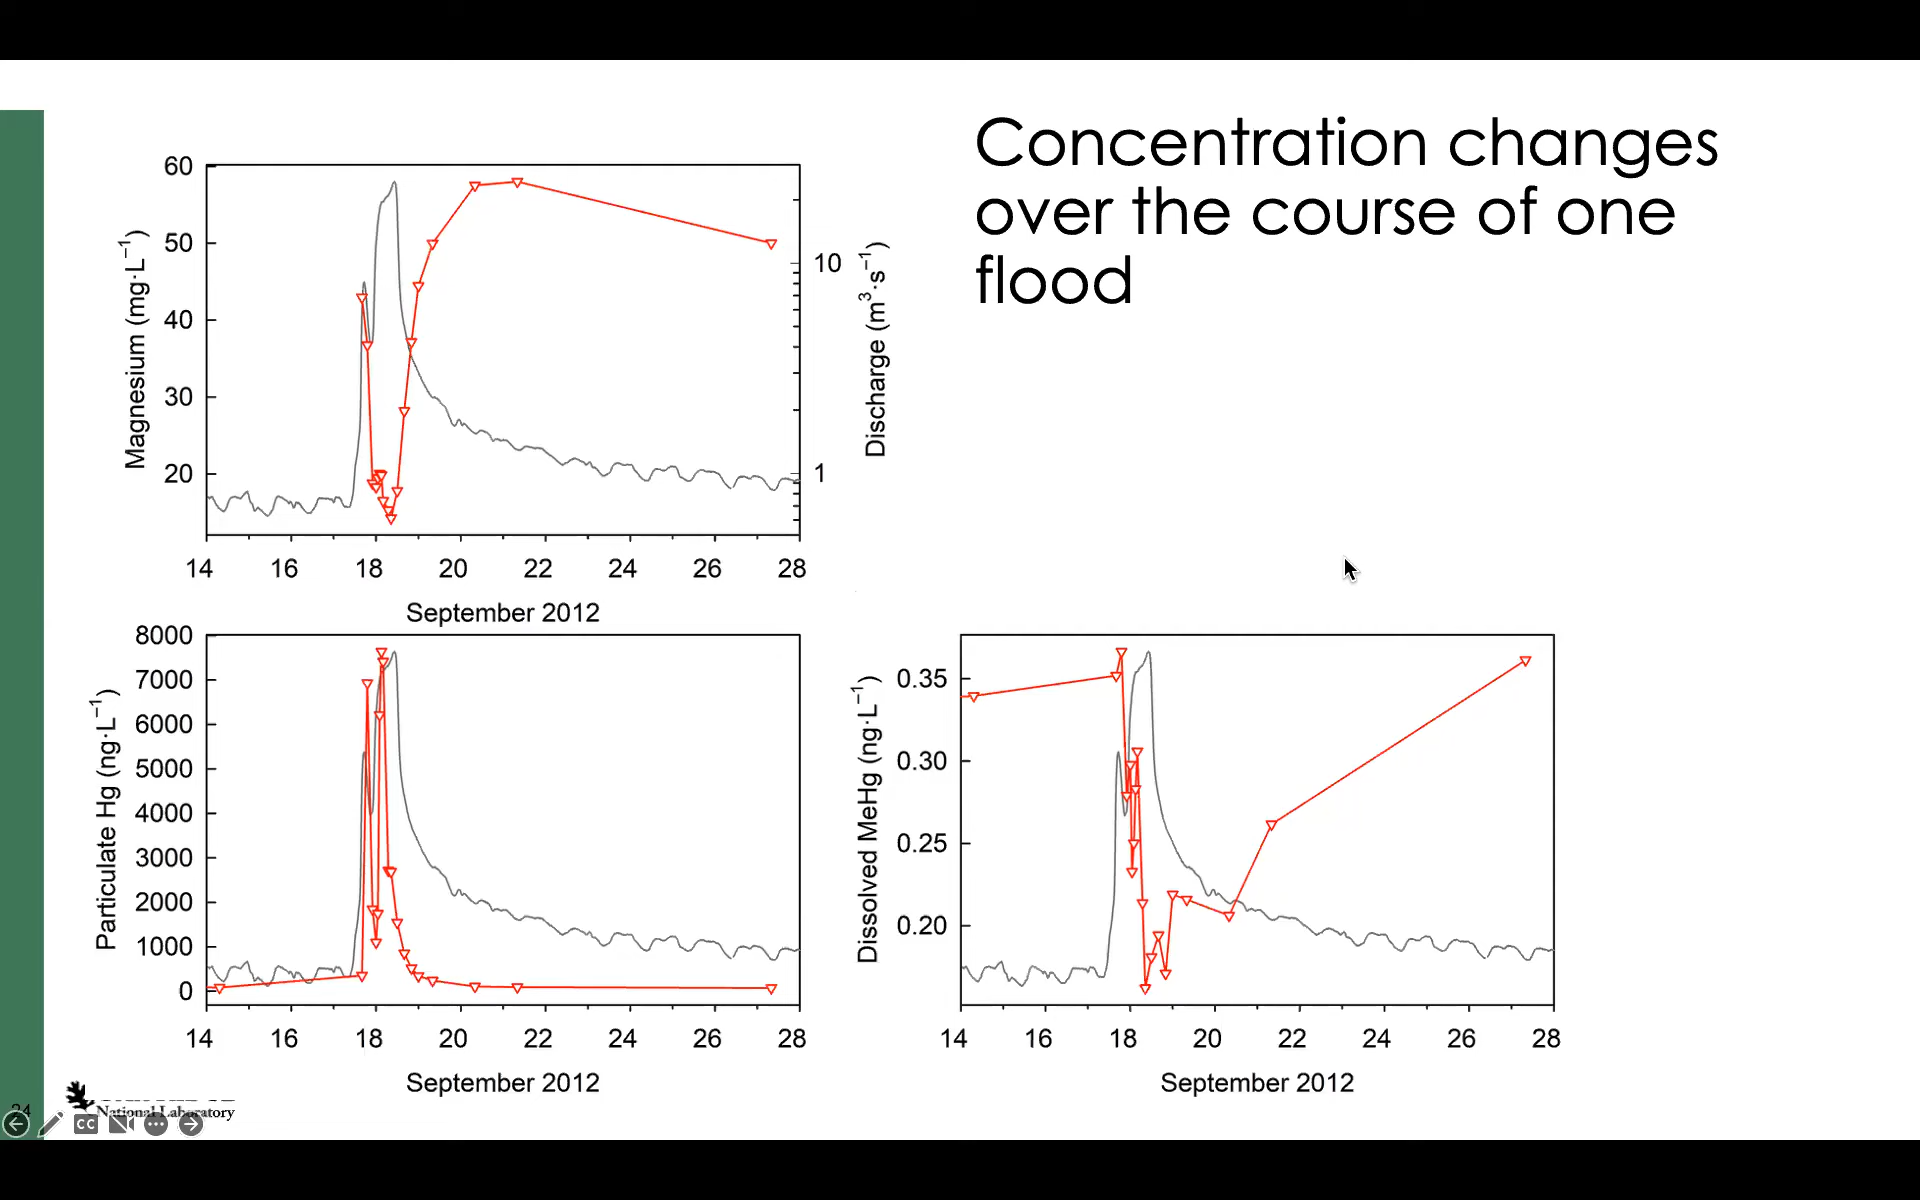 Concentration changes
over the course of one
flood
60
50
40
30
20
Magnesium (mg·L⁻¹)
10
1
Discharge (m³·s⁻¹)
14 16 18 20 22 24 26 28
September 2012
8000
7000
6000
5000
4000
3000
2000
1000
0
Particulate Hg (ng·L⁻¹)
14 16 18 20 22 24 26 28
September 2012
0.35
0.30
0.25
0.20
Dissolved MeHg (ng·L⁻¹)
14 16 18 20 22 24 26 28
September 2012
24
National Laboratory
CC